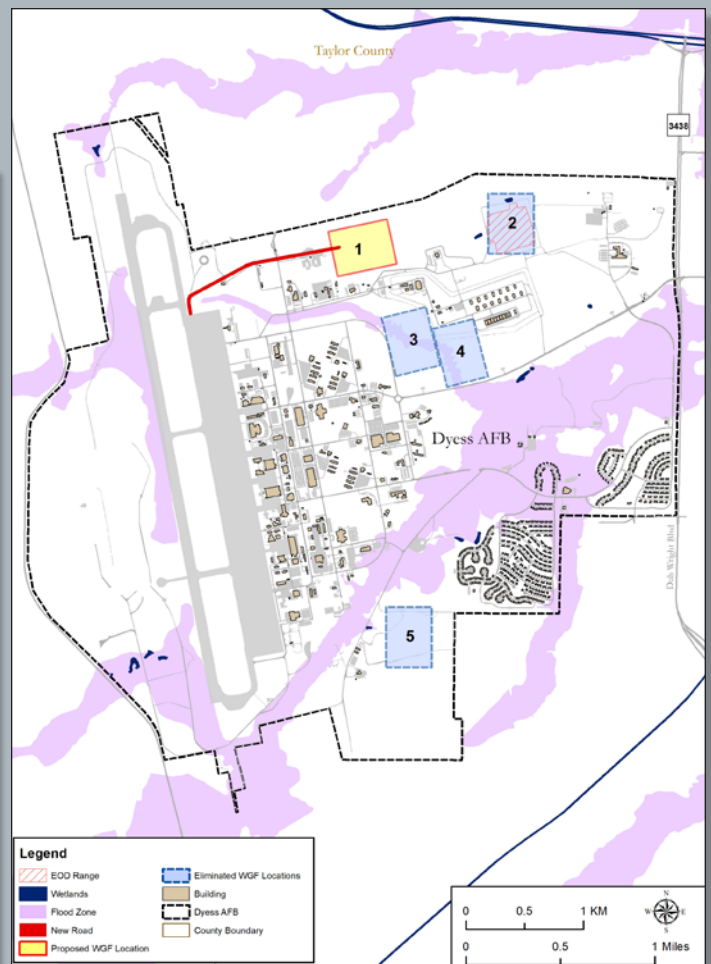 Taylor County
3438
2
1
3
4
Dyess AFB
Dub Wright Blvd
5
Legend
EOD Range
Wetlands
Flood Zone
New Road
Proposed WGF Location
Eliminated WGF Locations
Building
Dyess AFB
County Boundary
N
W E
S
0 0.5 1 KM
0 0.5 1 Miles